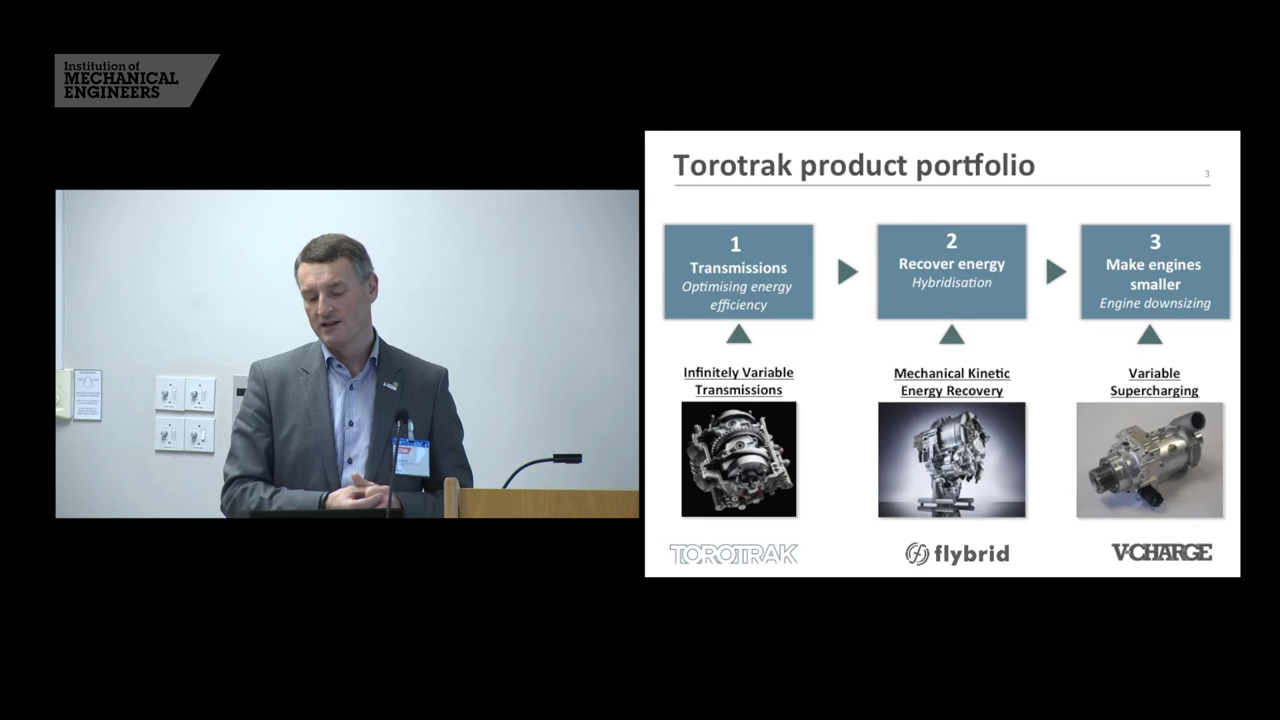 Institution of
MECHANICAL
ENGINEERS
Torotrak product portfolio
3
1
Transmissions
Optimising energy
efficiency
2
Recover energy
Hybridisation
3
Make engines
smaller
Engine downsizing
Infinitely Variable
Transmissions
Mechanical Kinetic
Energy Recovery
Variable
Supercharging
TOROTRAK
flybrid
V-CHARGE